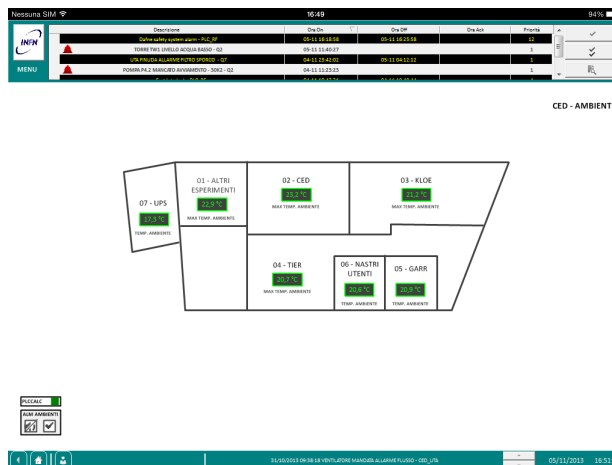 Nessuna SIM 16:49 94%
Descrizione Ora On Ora Off Ora Ack Priorità
Dafne safety system alarm - PLC_RF 05-11 16:18:58 05-11 16:25:58 12
TORRE TW1 LIVELLO ACQUA BASSO - Q2 05-11 11:40:27 1
UTA PINUDA ALLARME FILTRO SPORCO - Q7 04-11 23:42:02 05-11 04:12:12 1
POMPA P4.2 MANCATO AVVIAMENTO - 30K2 - Q2 04-11 11:23:23 1
INFN
MENU
CED - AMBIENT
01 - ALTRI
ESPERIMENTI
22,9 °C
MAX TEMP. AMBIENTE
02 - CED
23,2 °C
MAX TEMP. AMBIENTE
03 - KLOE
21,2 °C
MAX TEMP. AMBIENTE
07 - UPS
17,3 °C
TEMP. AMBIENTE
04 - TIER
20,7 °C
MAX TEMP. AMBIENTE
06 - NASTRI
UTENTI
20,6 °C
TEMP. AMBIENTE
05 - GARR
20,9 °C
TEMP. AMBIENTE
PLCCALC
ALM AMBIENTI
31/10/2013 09:38:18 VENTILATORE MANDATA ALLARME FLUSSO - CED_UTA
05/11/2013 16:51